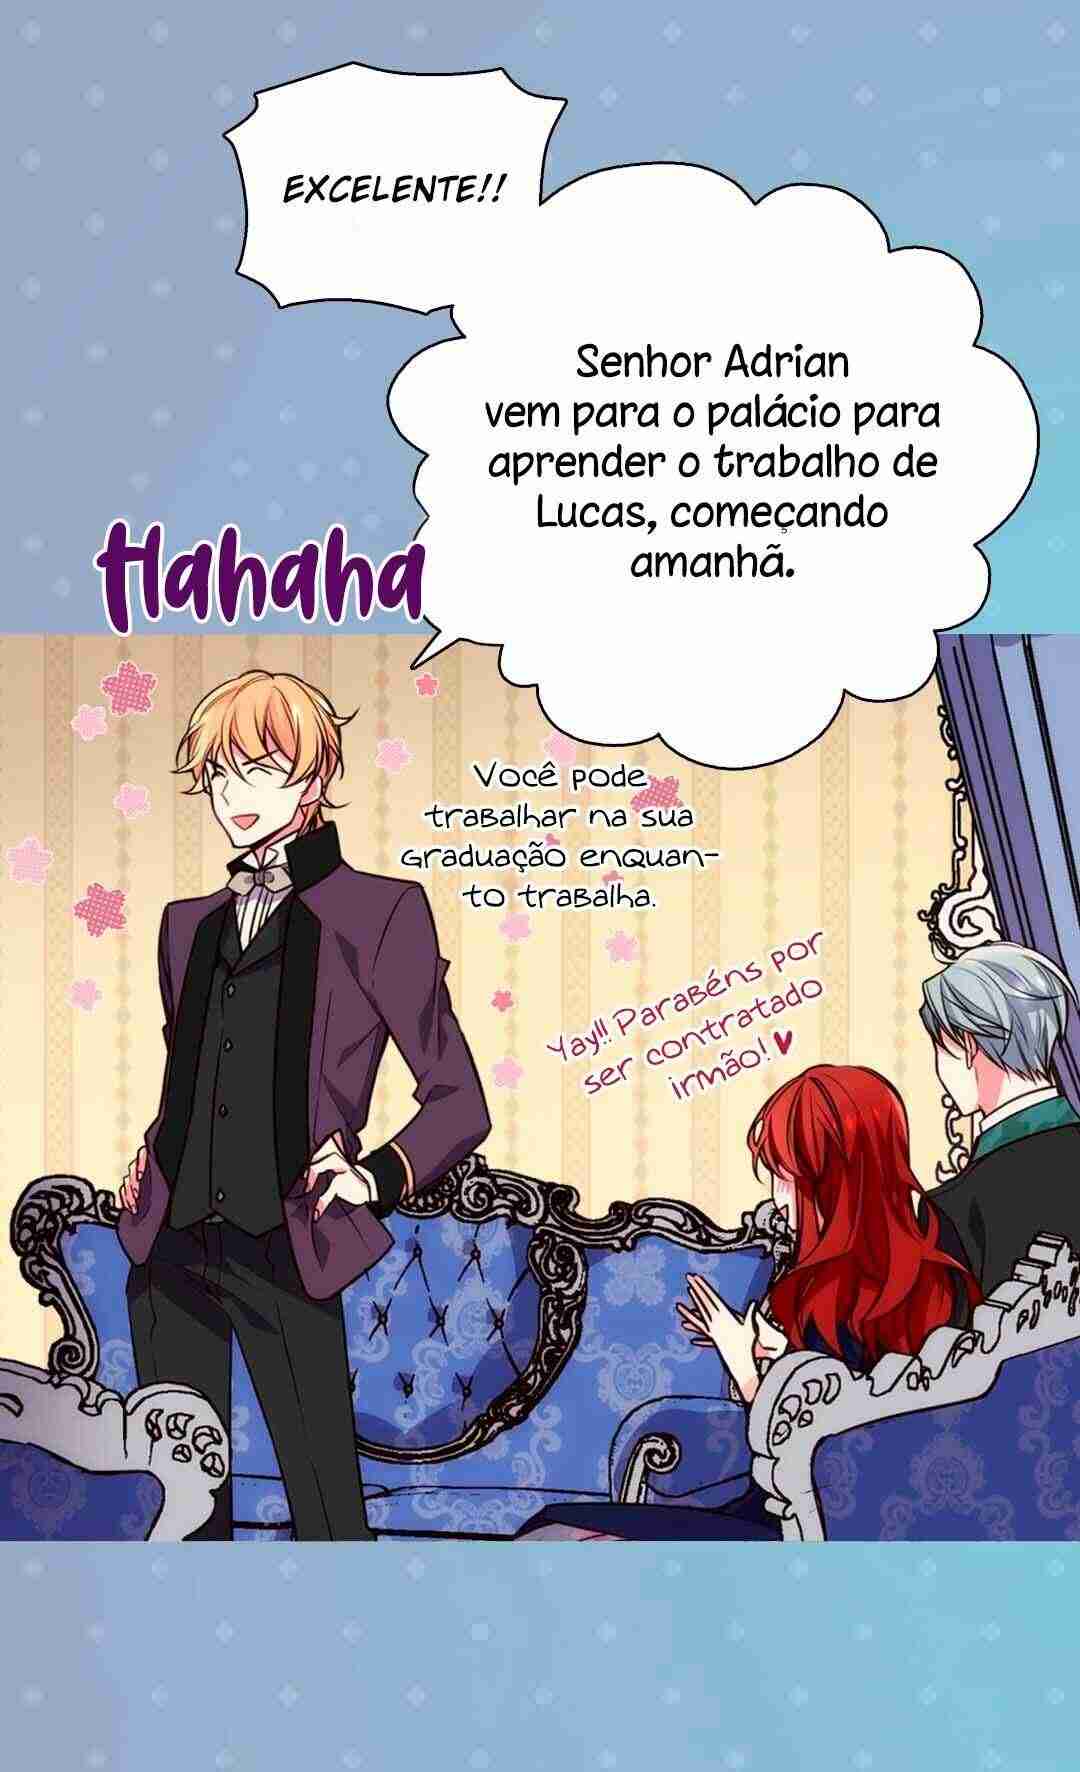 EXCELENTE!!
Senhor Adrian
vem para o palácio para
aprender o trabalho de
Lucas, começando
amanhã.
Hahaha
Você pode
trabalhar na sua
Graduação enquan-
to trabalha.
Yay!! Parabéns por
ser contratado
irmão! ♥